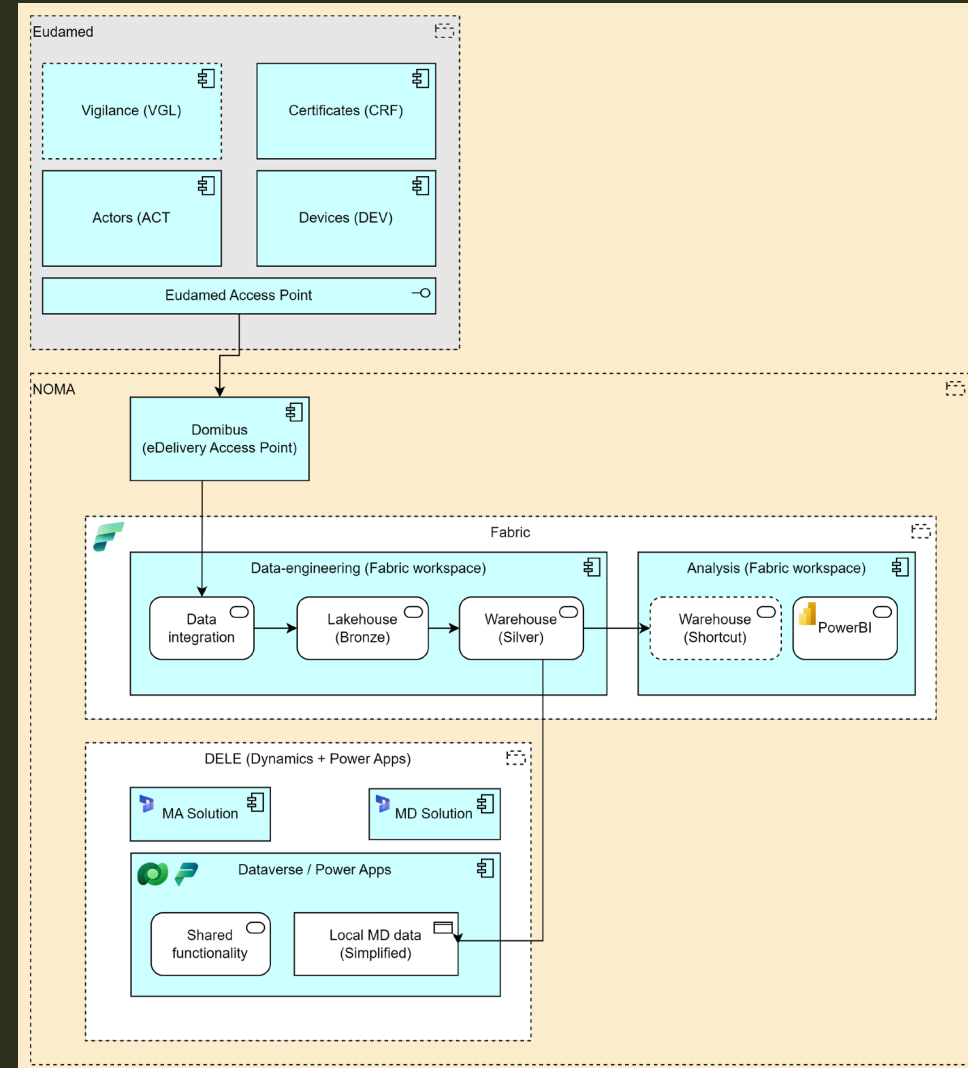 Eudamed
Vigilance (VGL)
Certificates (CRF)
Actors (ACT
Devices (DEV)
Eudamed Access Point
NOMA
Domibus
(eDelivery Access Point)
Fabric
Data-engineering (Fabric workspace)
Analysis (Fabric workspace)
Data
integration
Lakehouse
(Bronze)
Warehouse
(Silver)
Warehouse
(Shortcut)
PowerBI
DELE (Dynamics + Power Apps)
MA Solution
MD Solution
Dataverse / Power Apps
Shared
functionality
Local MD data
(Simplified)